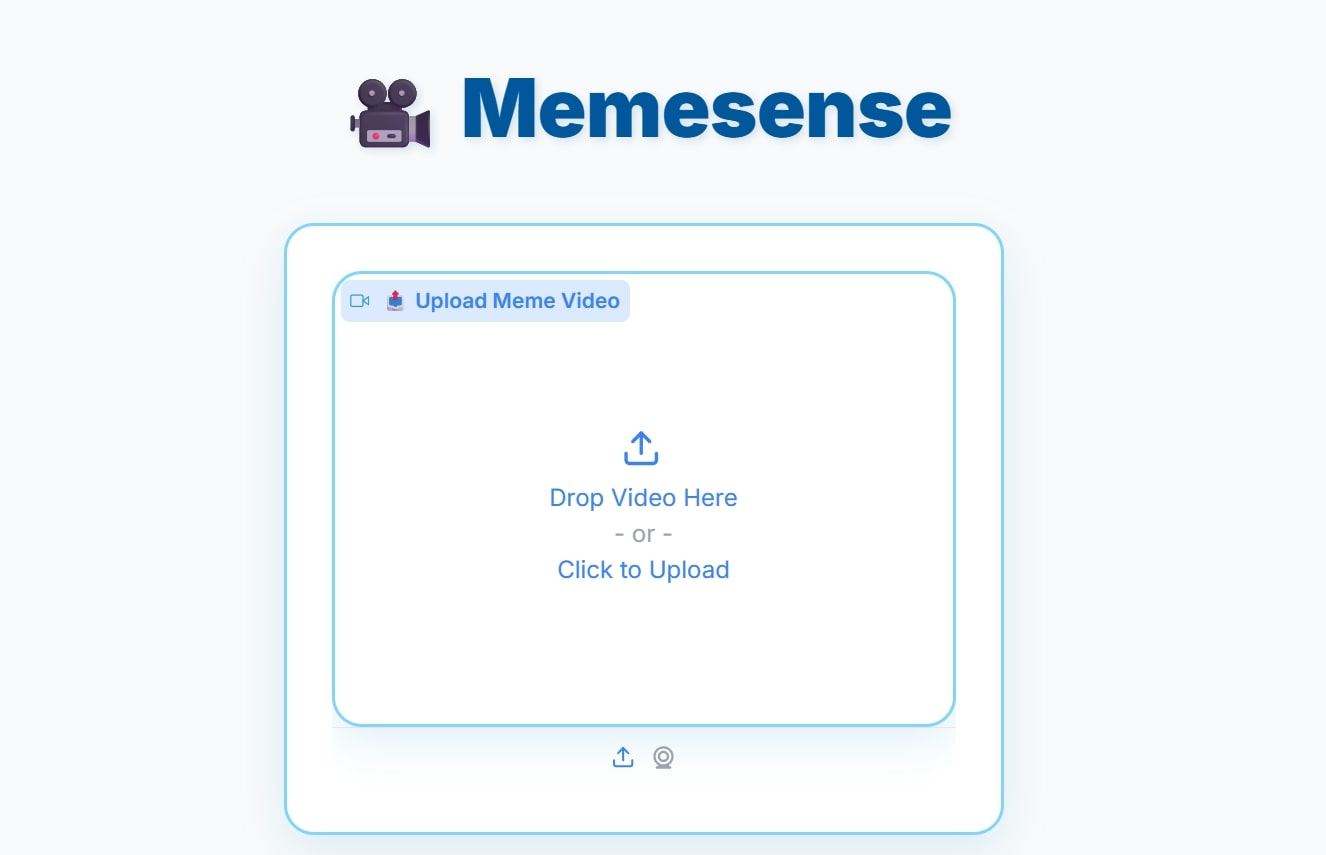 Memesense
Upload Meme Video
Drop Video Here
- or -
Click to Upload